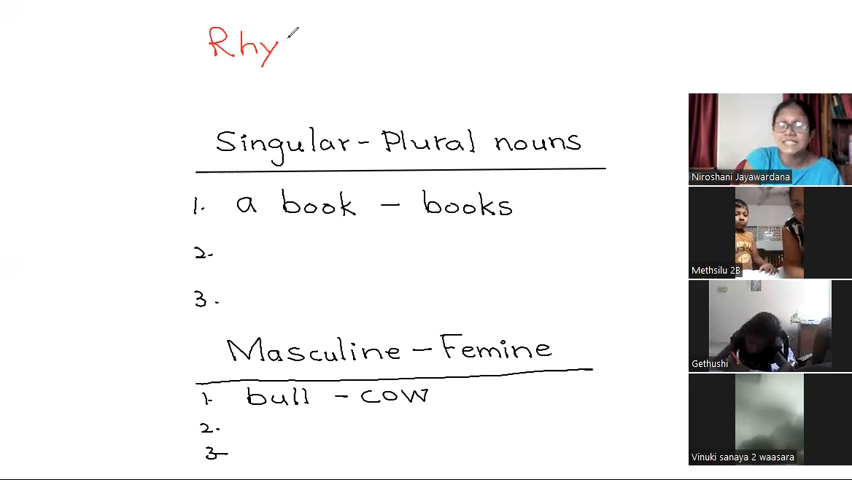 Rhy
Singular - Plural nouns
1. a book - books
2.
3.
Masculine - Femine
1. bull - cow
2.
3
Niroshani Jayawardana
Methsilu 2B
Gethushi
Vinuki sanaya 2 waasara